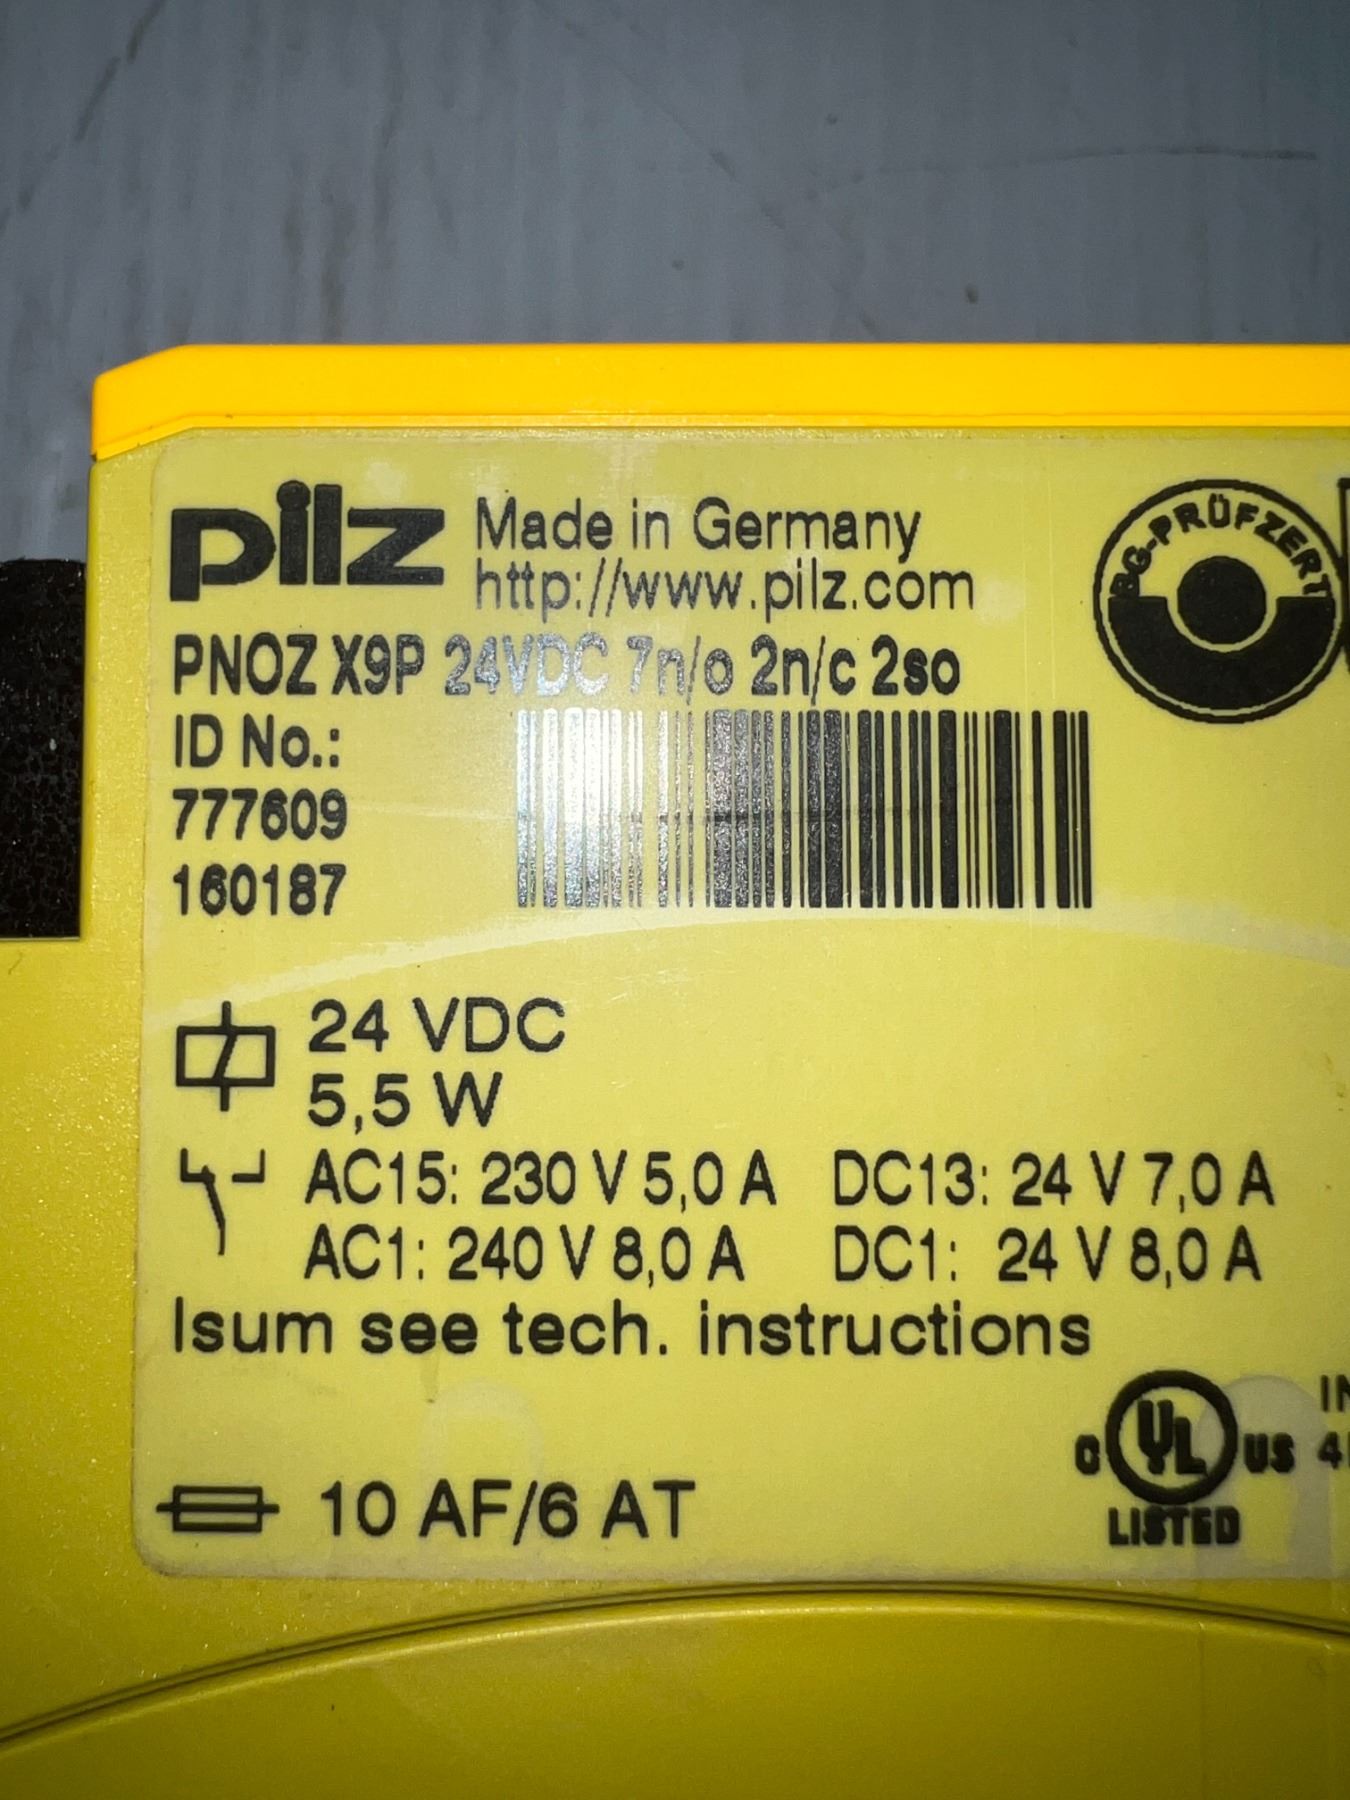 pilz
Made in Germany
http://www.pilz.com
BG-PRÜFZERT
PNOZ X9P 24VDC 7n/o 2n/c 2so
ID No.:
777609
160187
24 VDC
5,5 W
AC15: 230 V 5,0 A DC13: 24 V 7,0 A
AC1: 240 V 8,0 A DC1: 24 V 8,0 A
Isum see tech. instructions
C UL US
LISTED
10 AF/6 AT